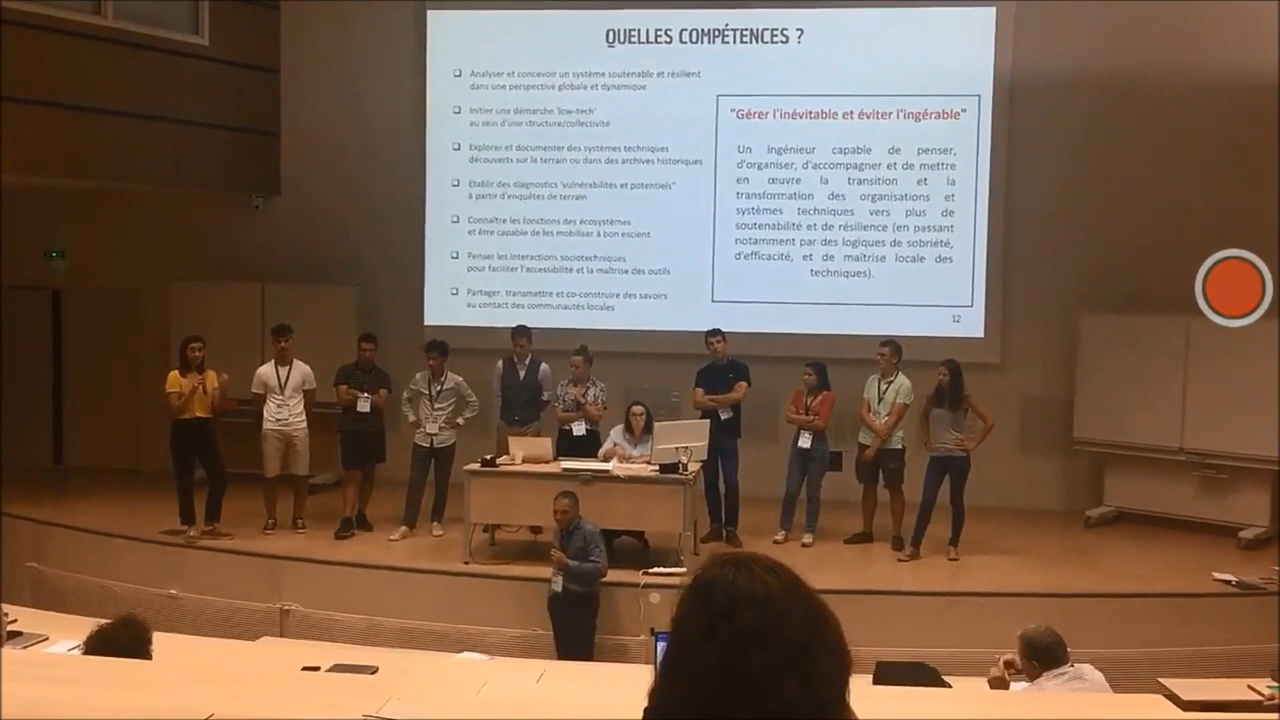 QUELLES COMPÉTENCES ?
Analyser et concevoir un système soutenable et résilient
dans une perspective globale et dynamique
Initier une démarche 'low-tech'
au sein d'une structure/collectivité
Explorer et documenter des systèmes techniques
découverts sur le terrain ou dans des archives historiques
Etablir des diagnostics 'vulnérabilités et potentiels"
à partir d'enquêtes de terrain
Connaître les fonctions des écosystèmes
et être capable de les mobiliser à bon escient
Penser les interactions sociotechniques
pour faciliter l'accessibilité et la maîtrise des outils
Partager, transmettre et co-construire des savoirs
au contact des communautés locales
"Gérer l'inévitable et éviter l'ingérable"
Un ingénieur capable de penser,
d'organiser, d'accompagner et de mettre
en œuvre la transition et la
transformation des organisations et
systèmes techniques vers plus de
soutenabilité et de résilience (en passant
notamment par des logiques de sobriété,
d'efficacité, et de maîtrise locale des
techniques).
12